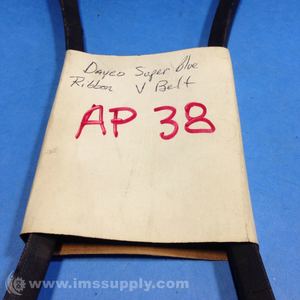 Dayco Super Blue
Ribbon V Belt
AP 38
www.imssupply.com